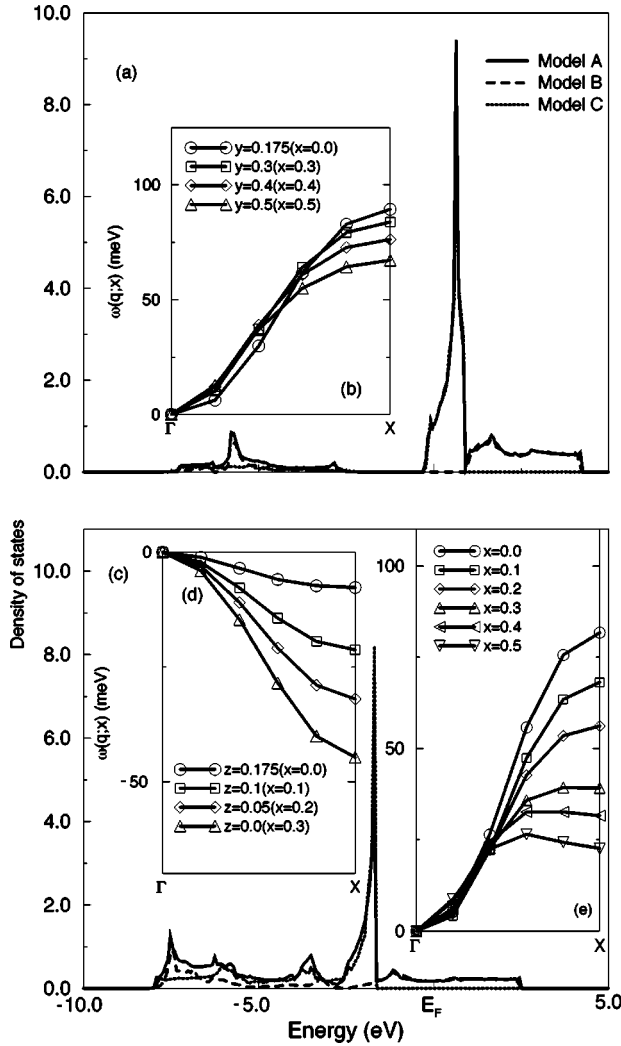 10.0
(a)
Model A
Model B
Model C
8.0
y=0.175(x=0.0)
y=0.3(x=0.3)
y=0.4(x=0.4)
y=0.5(x=0.5)
100
6.0
ω(q;x) (meV)
4.0
50
2.0
(b)
0
Γ
X
0.0
Density of states
10.0
(c)
0
(d)
100
x=0.0
x=0.1
x=0.2
x=0.3
x=0.4
x=0.5
8.0
ω(q;x) (meV)
6.0
50
-50
z=0.175(x=0.0)
z=0.1(x=0.1)
z=0.05(x=0.2)
z=0.0(x=0.3)
4.0
2.0
Γ
X
(e)
0
Γ
X
0.0
-10.0
-5.0
E_F
5.0
Energy (eV)